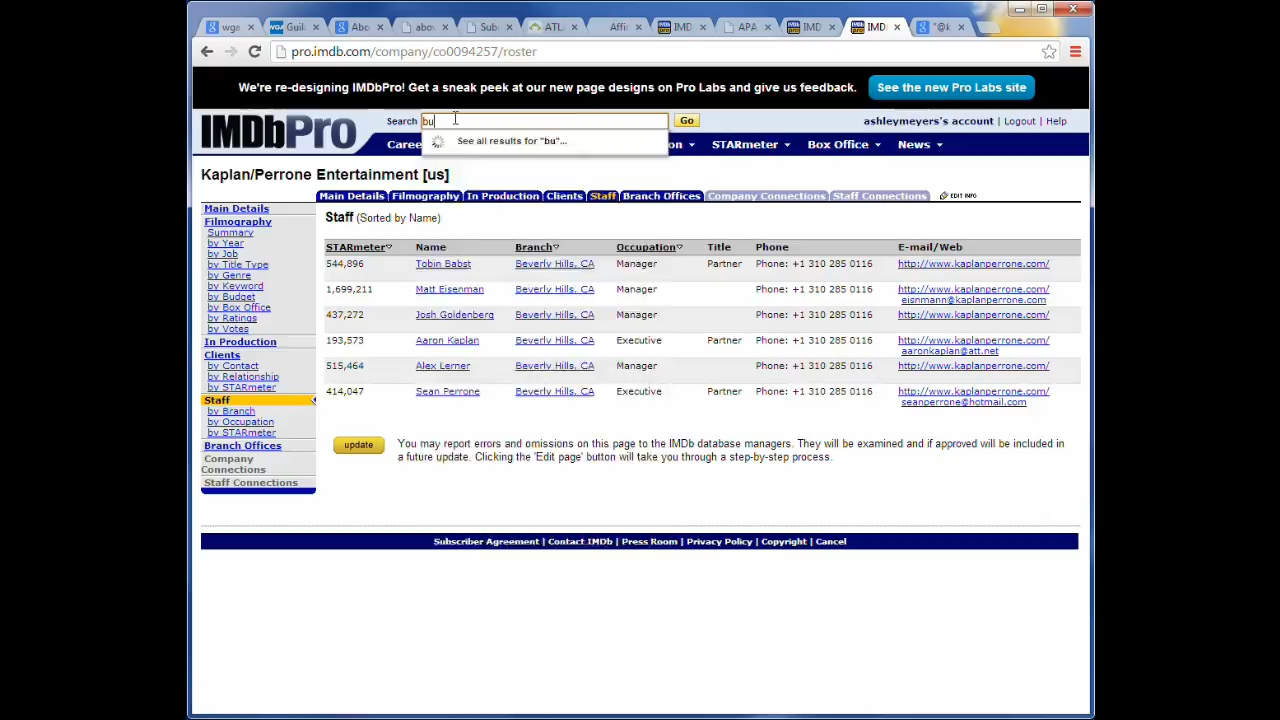 wga
Guil
Abo
abou
Subr
ATL
Affir
IMD
APA
IMD
IMD
"@k
pro.imdb.com/company/co0094257/roster
We're re-designing IMDbPro! Get a sneak peek at our new page designs on Pro Labs and give us feedback. See the new Pro Labs site
IMDbPro
Search bu Go ashleymeyers's account | Logout | Help
See all results for "bu"...
Caree on STARmeter Box Office News
Kaplan/Perrone Entertainment [us]
Main Details Filmography In Production Clients Staff Branch Offices Company Connections Staff Connections EDIT INFO
Main Details
Filmography
Summary
by Year
by Job
by Title Type
by Genre
by Keyword
by Budget
by Box Office
by Ratings
by Votes
In Production
Clients
by Contact
by Relationship
by STARmeter
Staff
by Branch
by Occupation
by STARmeter
Branch Offices
Company
Connections
Staff Connections
Staff (Sorted by Name)
STARmeter Name Branch Occupation Title Phone E-mail/Web
544,896 Tobin Babst Beverly Hills, CA Manager Partner Phone: +1 310 285 0116 http://www.kaplanperrone.com/
1,699,211 Matt Eisenman Beverly Hills, CA Manager Phone: +1 310 285 0116 http://www.kaplanperrone.com/
eisnmann@kaplanperrone.com
437,272 Josh Goldenberg Beverly Hills, CA Manager Phone: +1 310 285 0116 http://www.kaplanperrone.com/
193,573 Aaron Kaplan Beverly Hills, CA Executive Partner Phone: +1 310 285 0116 http://www.kaplanperrone.com/
aaronkaplan@att.net
515,464 Alex Lerner Beverly Hills, CA Manager Phone: +1 310 285 0116 http://www.kaplanperrone.com/
414,047 Sean Perrone Beverly Hills, CA Executive Partner Phone: +1 310 285 0116 http://www.kaplanperrone.com/
seanperrone@hotmail.com
update
You may report errors and omissions on this page to the IMDb database managers. They will be examined and if approved will be included in
a future update. Clicking the 'Edit page' button will take you through a step-by-step process.
Subscriber Agreement | Contact IMDb | Press Room | Privacy Policy | Copyright | Cancel